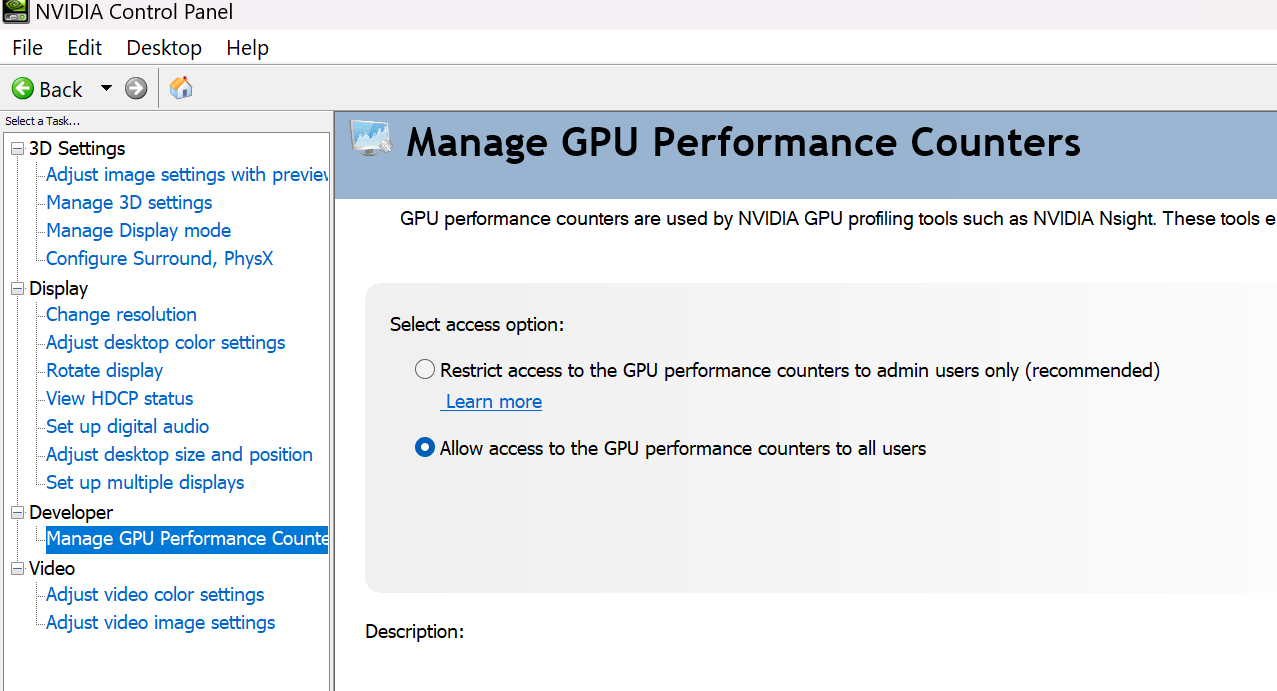 NVIDIA Control Panel
File Edit Desktop Help
Back
Select a Task...
3D Settings
Adjust image settings with preview
Manage 3D settings
Manage Display mode
Configure Surround, PhysX
Display
Change resolution
Adjust desktop color settings
Rotate display
View HDCP status
Set up digital audio
Adjust desktop size and position
Set up multiple displays
Developer
Manage GPU Performance Counte
Video
Adjust video color settings
Adjust video image settings
Manage GPU Performance Counters
GPU performance counters are used by NVIDIA GPU profiling tools such as NVIDIA Nsight. These tools e
Select access option:
Restrict access to the GPU performance counters to admin users only (recommended)
Learn more
Allow access to the GPU performance counters to all users
Description: